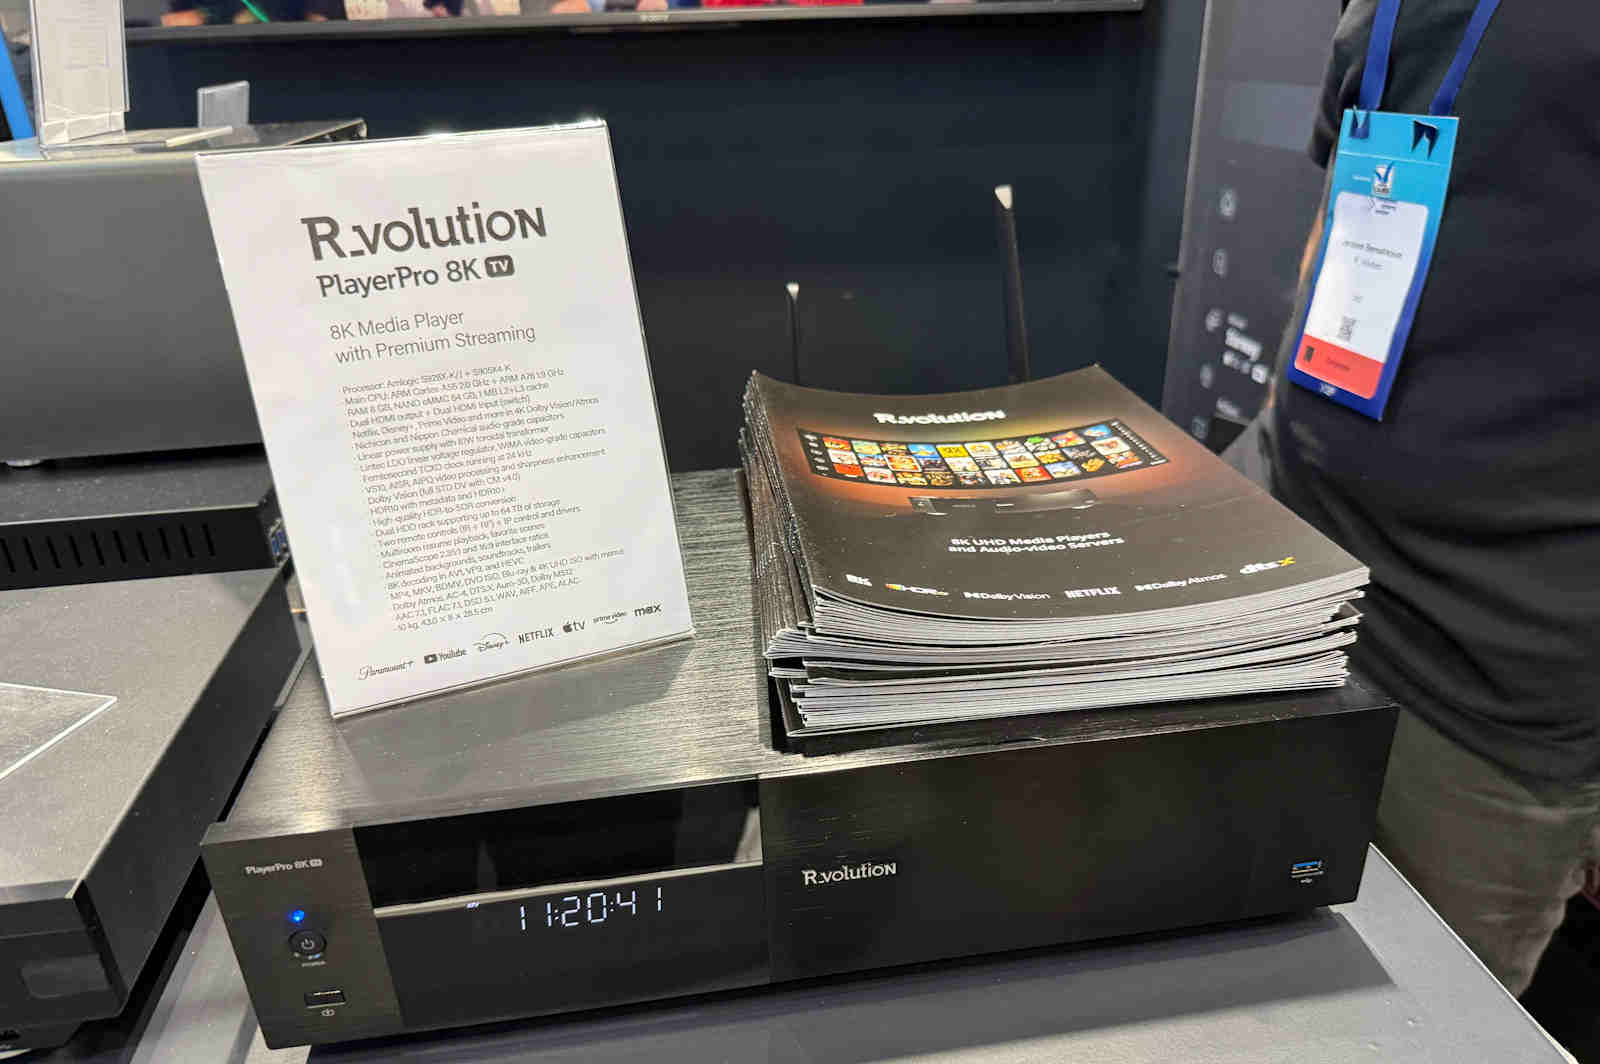 R_volution
PlayerPro 8K TV
8K Media Player
with Premium Streaming
Processor: Amlogic S928X-K/J + S905X4-K
· Main CPU: ARM Cortex A55 2.0 GHz + ARM A76 1.9 GHz
· RAM 8 GB, NAND eMMC 64 GB, 1 MB L2+L3 cache
· Dual HDMI output + Dual HDMI Input (switch)
· Netflix, Disney+, Prime Video and more in 4K Dolby Vision/Atmos
· Nichicon and Nippon Chemical audio-grade capacitors
· Linear power supply with 10W toroidal transformer
· Lintec LDO linear voltage regulator, WIMA video-grade capacitors
· Femtosecond TCXO clock running at 24 kHz
· VS10, AISR, AIPQ video processing and sharpness enhancement
· Dolby Vision (full STD DV with CM v4.0)
· HDR10 with metadata and HDR10+
· High-quality HDR-to-SDR conversion
· Dual HDD rack supporting up to 64 TB of storage
· Two remote controls (IR + RF) + IP control and drivers
· Multiroom resume playback, favorite scenes
· CinemaScope 2.35:1 and 16:9 interface ratios
· Animated backgrounds, soundtracks, trailers
· 8K decoding in AV1, VP9, and HEVC
· MP4, MKV, BDMV, DVD ISO, Blu-ray & 4K UHD ISO with menus
· Dolby Atmos, AC-4, DTS:X, Auro-3D, Dolby MS12
· AAC 7.1, FLAC 7.1, DSD 5.1, WAV, AIFF, APE, ALAC
· 10 kg, 43.0 × 8 × 28.5 cm
Paramount+ YouTube Disney+ NETFLIX tv prime video max
R_volution
8K UHD Media Players
and Audio-video Servers
8K HDR Dolby Vision NETFLIX Dolby Atmos dtsx
PlayerPro 8K TV
POWER
11:20:41
R_volution